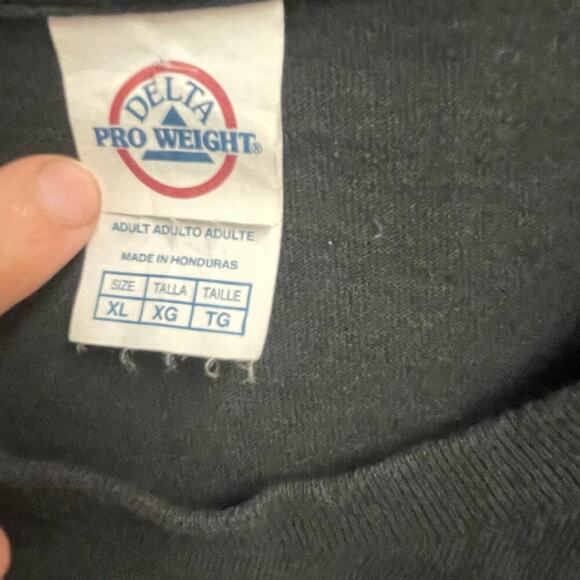 DELTA
PRO WEIGHT®
ADULT ADULTO ADULTE
MADE IN HONDURAS
SIZE TALLA TAILLE
XL XG TG